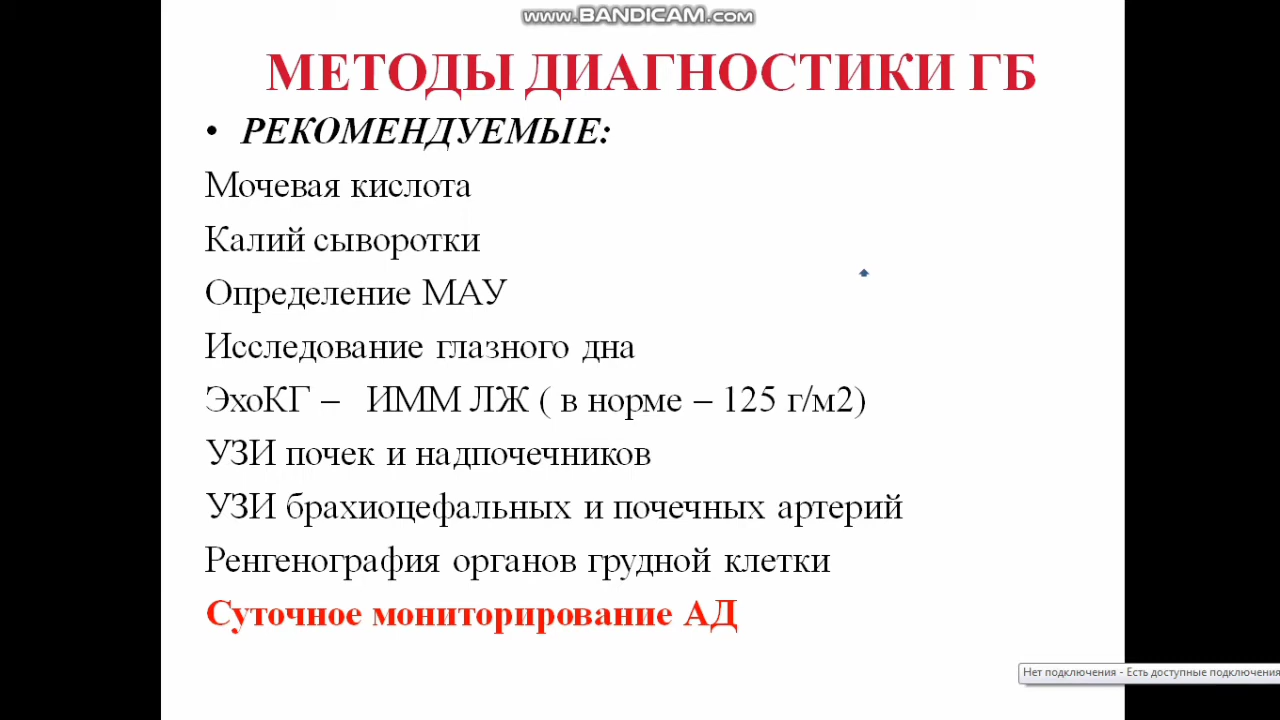 www.BANDICAM.com
МЕТОДЫ ДИАГНОСТИКИ ГБ
• РЕКОМЕНДУЕМЫЕ:
Мочевая кислота
Калий сыворотки
Определение МАУ
Исследование глазного дна
ЭхоКГ – ИММ ЛЖ ( в норме – 125 г/м2)
УЗИ почек и надпочечников
УЗИ брахиоцефальных и почечных артерий
Ренгенография органов грудной клетки
Суточное мониторирование АД
Нет подключения - Есть доступные подключения